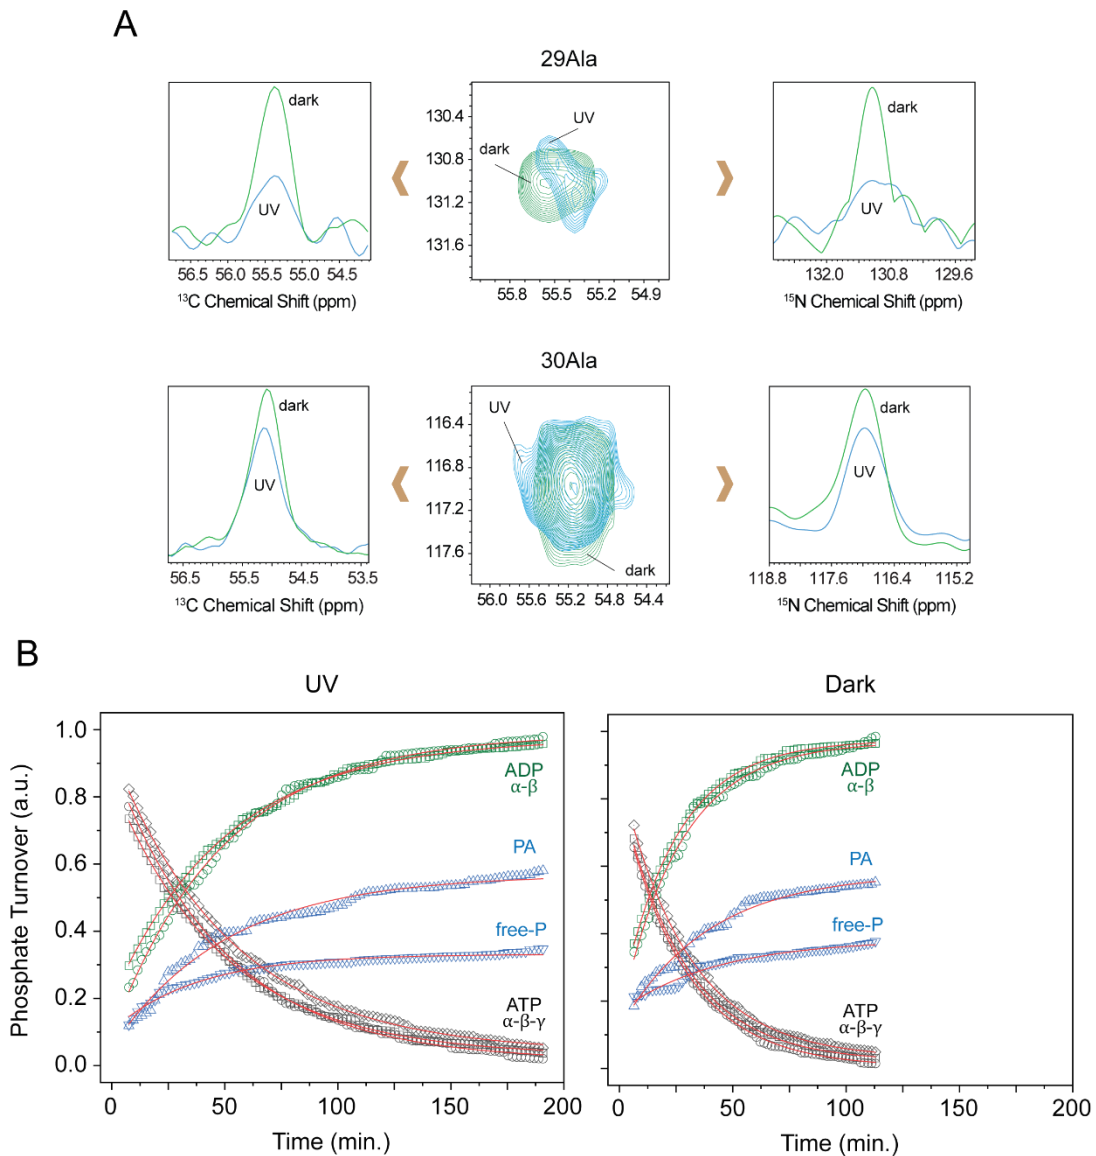 A
29Ala
dark
UV
56.5 56.0 55.5 55.0 54.5
¹³C Chemical Shift (ppm)
130.4
130.8
131.2
131.6
UV
dark
55.8 55.5 55.2 54.9
dark
UV
132.0 130.8 129.6
¹⁵N Chemical Shift (ppm)
30Ala
dark
UV
56.5 55.5 54.5 53.5
¹³C Chemical Shift (ppm)
116.4
116.8
117.2
117.6
UV
dark
56.0 55.6 55.2 54.8 54.4
dark
UV
118.8 117.6 116.4 115.2
¹⁵N Chemical Shift (ppm)
B
UV
Phosphate Turnover (a.u.)
1.0
0.8
0.6
0.4
0.2
0.0
ADP
α-β
PA
free-P
ATP
α-β-γ
0 50 100 150 200
Time (min.)
Dark
ADP
α-β
PA
free-P
ATP
α-β-γ
0 50 100 150 200
Time (min.)